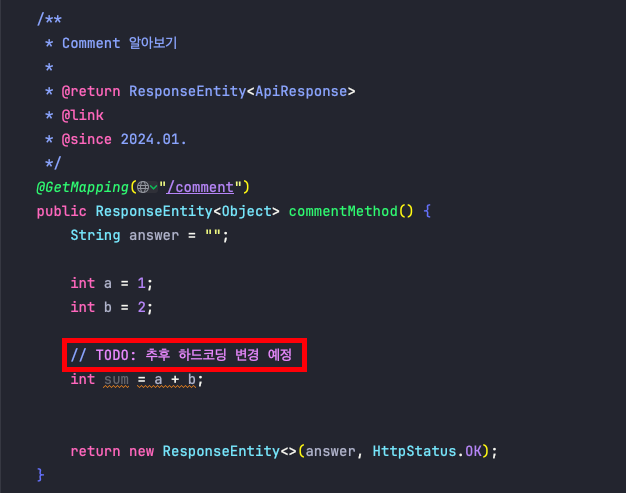 /**
 * Comment 알아보기
 *
 * @return ResponseEntity<ApiResponse>
 * @link
 * @since 2024.01.
 */
@GetMapping("/comment")
public ResponseEntity<Object> commentMethod() {
    String answer = "";

    int a = 1;
    int b = 2;

    // TODO: 추후 하드코딩 변경 예정
    int sum = a + b;


    return new ResponseEntity<>(answer, HttpStatus.OK);
}